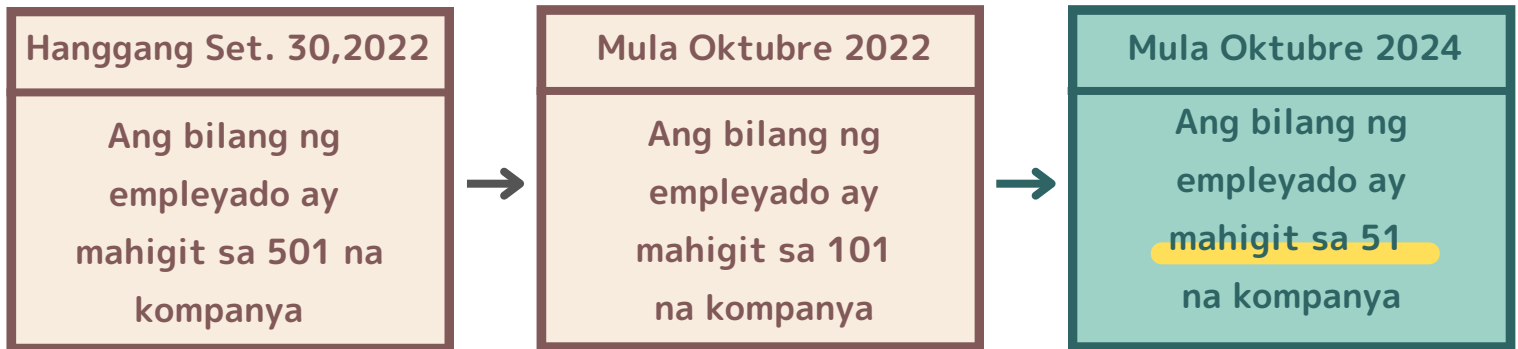 Hanggang Set. 30,2022
Ang bilang ng
empleyado ay
mahigit sa 501 na
kompanya
Mula Oktubre 2022
Ang bilang ng
empleyado ay
mahigit sa 101
na kompanya
Mula Oktubre 2024
Ang bilang ng
empleyado ay
mahigit sa 51
na kompanya